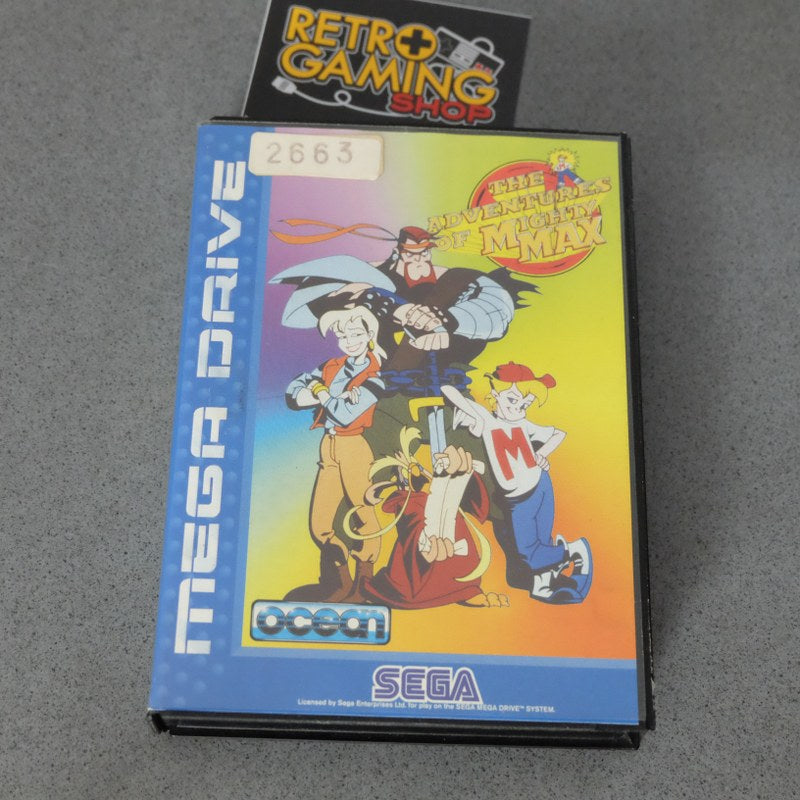 RETRO
GAMING
SHOP
2663
MEGA DRIVE
THE
ADVENTURES
OF MIGHTY
MAX
M
ocean
SEGA
Licensed by Sega Enterprises Ltd. for play on the SEGA MEGA DRIVE™ SYSTEM.